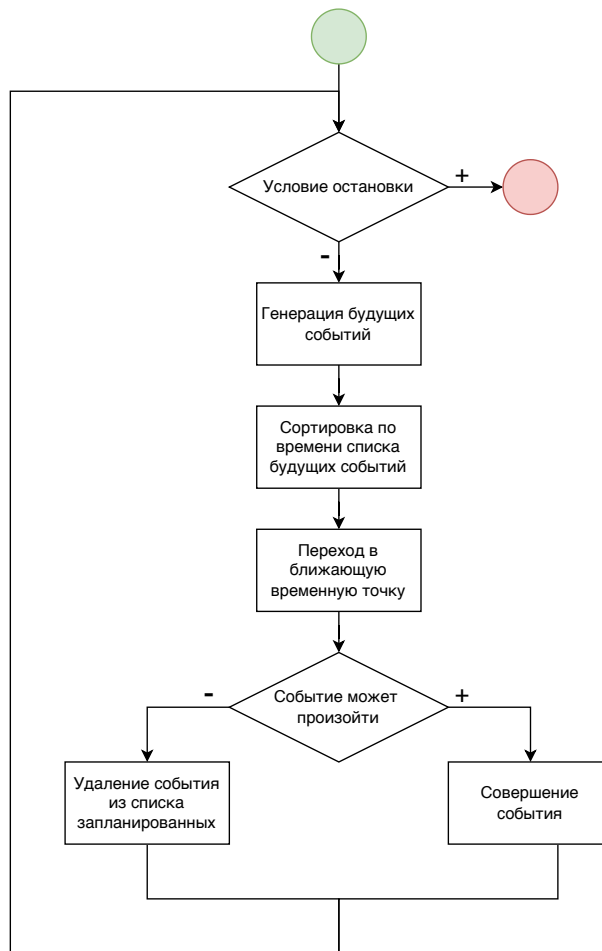 Условие остановки
+
-
Генерация будущих
событий
Сортировка по
времени списка
будущих событий
Переход в
ближающую
временную точку
-
Событие может
произойти
+
Удаление события
из списка
запланированных
Совершение
события